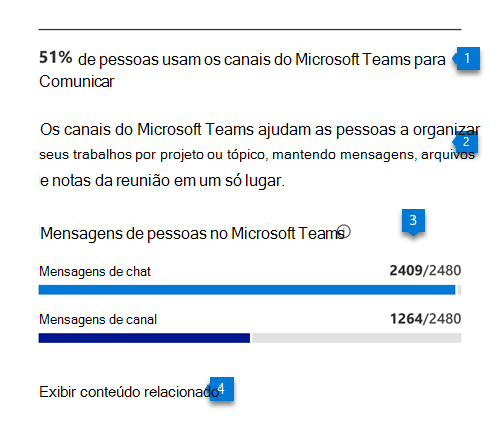 51% de pessoas usam os canais do Microsoft Teams para 1
Comunicar
Os canais do Microsoft Teams ajudam as pessoas a organizar
seus trabalhos por projeto ou tópico, mantendo mensagens, arquivos 2
e notas da reunião em um só lugar.
3
Mensagens de pessoas no Microsoft Teams
Mensagens de chat 2409/2480
Mensagens de canal 1264/2480
Exibir conteúdo relacionado 4